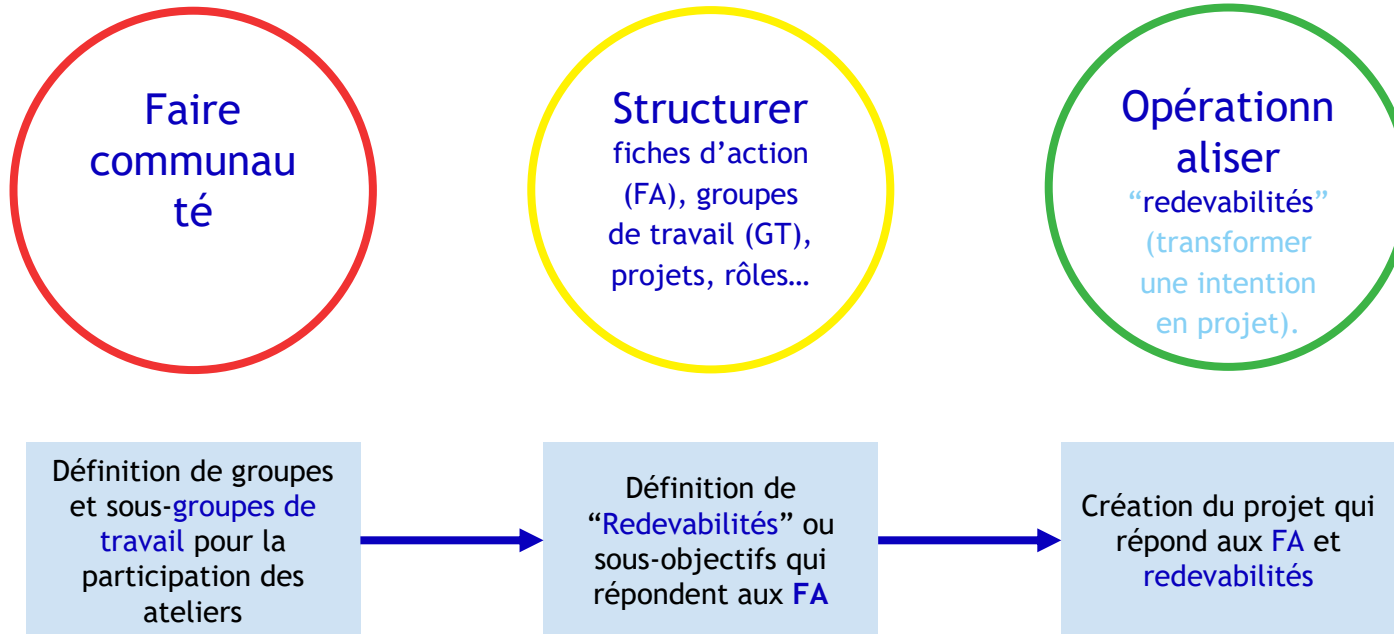 Faire
communau
té
Structurer
fiches d’action
(FA), groupes
de travail (GT),
projets, rôles…
Opérationn
aliser
“redevabilités”
(transformer
une intention
en projet).
Définition de groupes
et sous-groupes de
travail pour la
participation des
ateliers
Définition de
“Redevabilités” ou
sous-objectifs qui
répondent aux FA
Création du projet qui
répond aux FA et
redevabilités